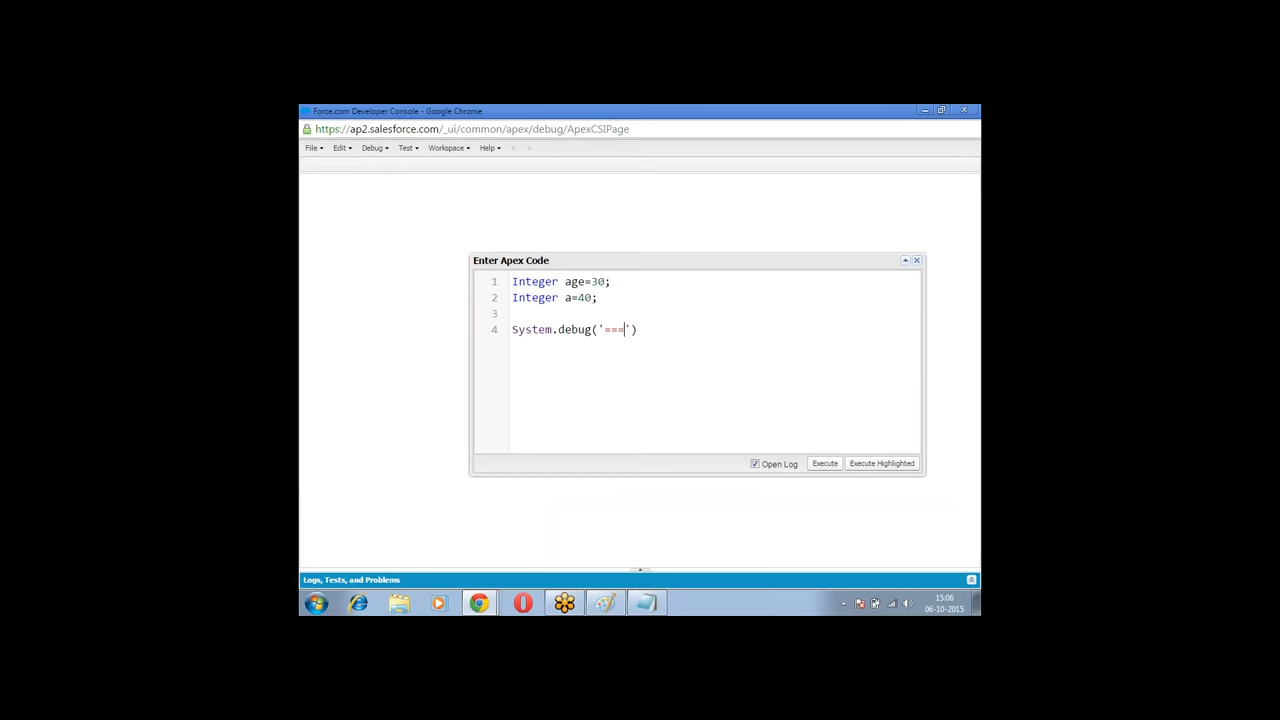 Force.com Developer Console - Google Chrome
https://ap2.salesforce.com/_ui/common/apex/debug/ApexCSIPage
File Edit Debug Test Workspace Help < >
Enter Apex Code
1 Integer age=30;
2 Integer a=40;
3
4 System.debug('===')
Open Log Execute Execute Highlighted
Logs, Tests, and Problems
15:06
06-10-2015